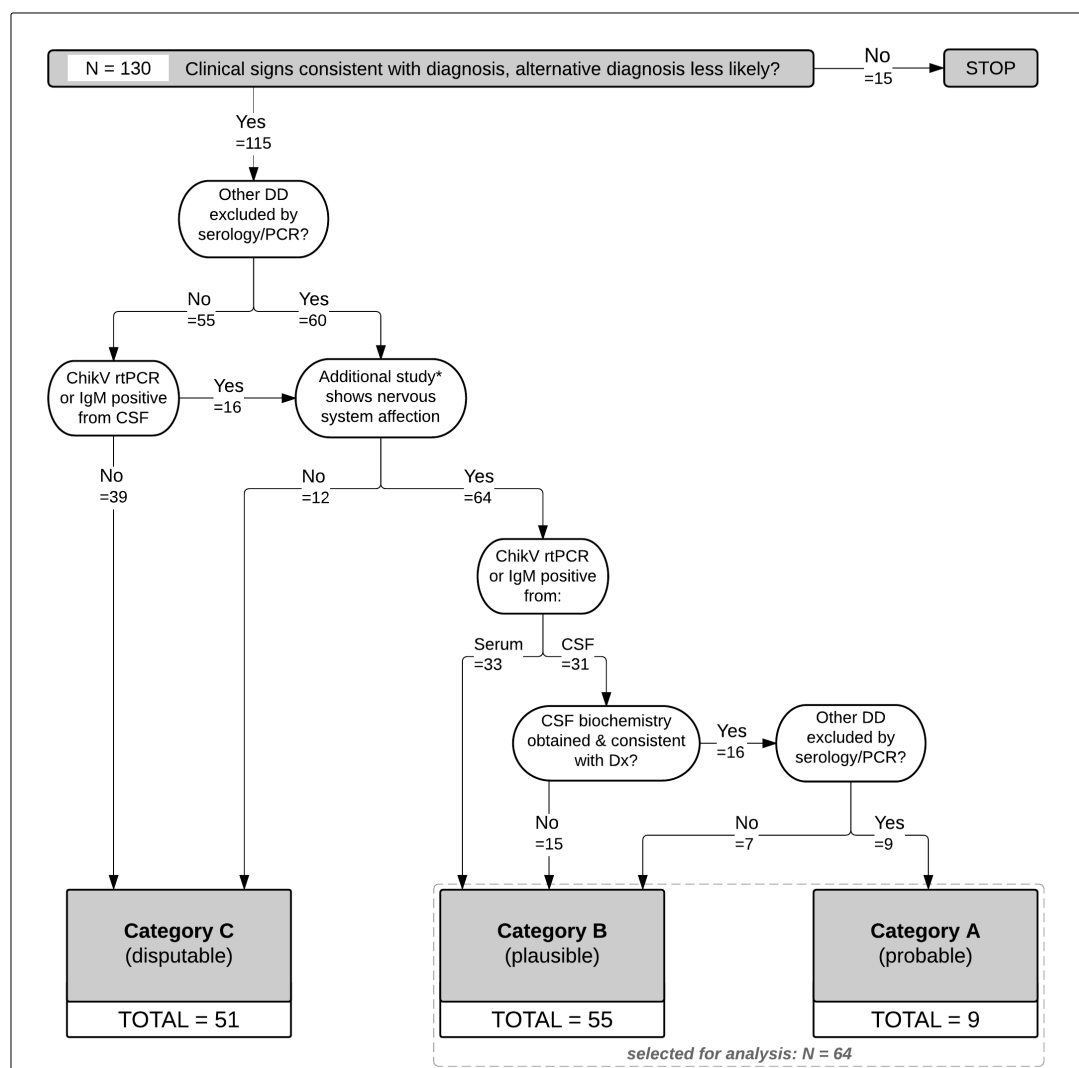 N = 130
Clinical signs consistent with diagnosis, alternative diagnosis less likely?
No
=15
STOP
Yes
=115
Other DD
excluded by
serology/PCR?
No
=55
Yes
=60
ChikV rtPCR
or IgM positive
from CSF
Yes
=16
Additional study*
shows nervous
system affection
No
=39
No
=12
Yes
=64
ChikV rtPCR
or IgM positive
from:
Serum
=33
CSF
=31
CSF biochemistry
obtained & consistent
with Dx?
Yes
=16
Other DD
excluded by
serology/PCR?
No
=15
No
=7
Yes
=9
Category C
(disputable)
TOTAL = 51
Category B
(plausible)
TOTAL = 55
Category A
(probable)
TOTAL = 9
selected for analysis: N = 64